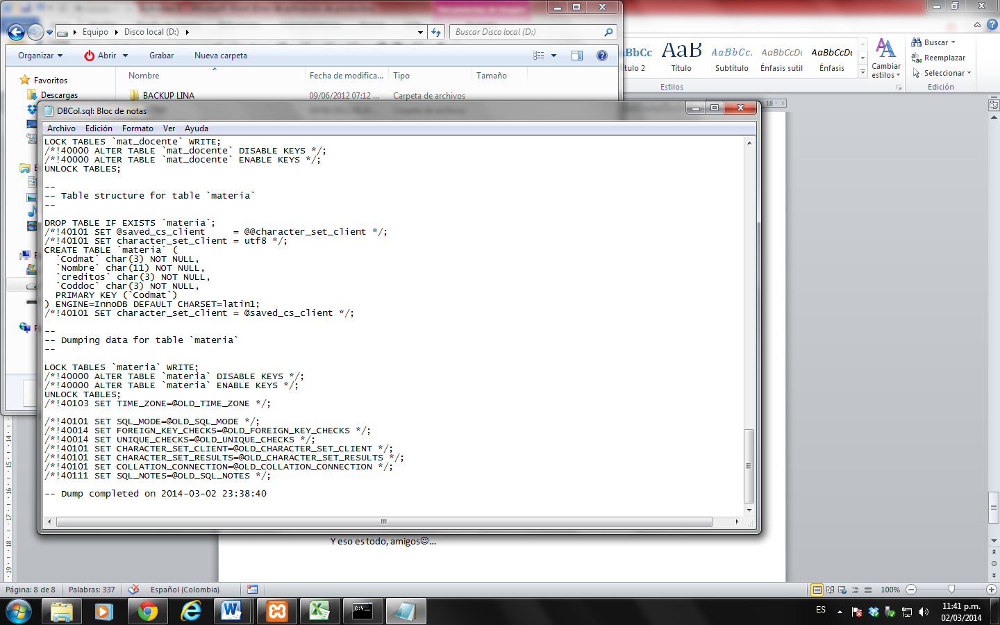 Equipo
Disco local (D:)
Buscar Disco local (D:)
Organizar
Abrir
Grabar
Nueva carpeta
Nombre
Fecha de modifica...
Tipo
Tamaño
Favoritos
Descargas
BACKUP LINA
09/06/2012 07:12 ...
Carpeta de archivos
AaB
AaBbCc.
AaBbCcDc
AaBbCcDc
Título
Subtítulo
Énfasis sutil
Énfasis
Cambiar
estilos
Estilos
Buscar
Reemplazar
Seleccionar
Edición
18
DBCol.sql: Bloc de notas
Archivo Edición Formato Ver Ayuda
LOCK TABLES `mat_docente` WRITE;
/*!40000 ALTER TABLE `mat_docente` DISABLE KEYS */;
/*!40000 ALTER TABLE `mat_docente` ENABLE KEYS */;
UNLOCK TABLES;
--
-- Table structure for table `materia`
--
DROP TABLE IF EXISTS `materia`;
/*!40101 SET @saved_cs_client     = @@character_set_client */;
/*!40101 SET character_set_client = utf8 */;
CREATE TABLE `materia` (
  `Codmat` char(3) NOT NULL,
  `Nombre` char(11) NOT NULL,
  `creditos` char(3) NOT NULL,
  `Coddoc` char(3) NOT NULL,
  PRIMARY KEY (`Codmat`)
) ENGINE=InnoDB DEFAULT CHARSET=latin1;
/*!40101 SET character_set_client = @saved_cs_client */;
--
-- Dumping data for table `materia`
--
LOCK TABLES `materia` WRITE;
/*!40000 ALTER TABLE `materia` DISABLE KEYS */;
/*!40000 ALTER TABLE `materia` ENABLE KEYS */;
UNLOCK TABLES;
/*!40103 SET TIME_ZONE=@OLD_TIME_ZONE */;
/*!40101 SET SQL_MODE=@OLD_SQL_MODE */;
/*!40014 SET FOREIGN_KEY_CHECKS=@OLD_FOREIGN_KEY_CHECKS */;
/*!40014 SET UNIQUE_CHECKS=@OLD_UNIQUE_CHECKS */;
/*!40101 SET CHARACTER_SET_CLIENT=@OLD_CHARACTER_SET_CLIENT */;
/*!40101 SET CHARACTER_SET_RESULTS=@OLD_CHARACTER_SET_RESULTS */;
/*!40101 SET COLLATION_CONNECTION=@OLD_COLLATION_CONNECTION */;
/*!40111 SET SQL_NOTES=@OLD_SQL_NOTES */;
-- Dump completed on 2014-03-02 23:38:40
14
15
16
17
18
19
Y eso es todo, amigos☺...
Página: 8 de 8
Palabras: 337
Español (Colombia)
100%
ES
11:41 p.m.
02/03/2014